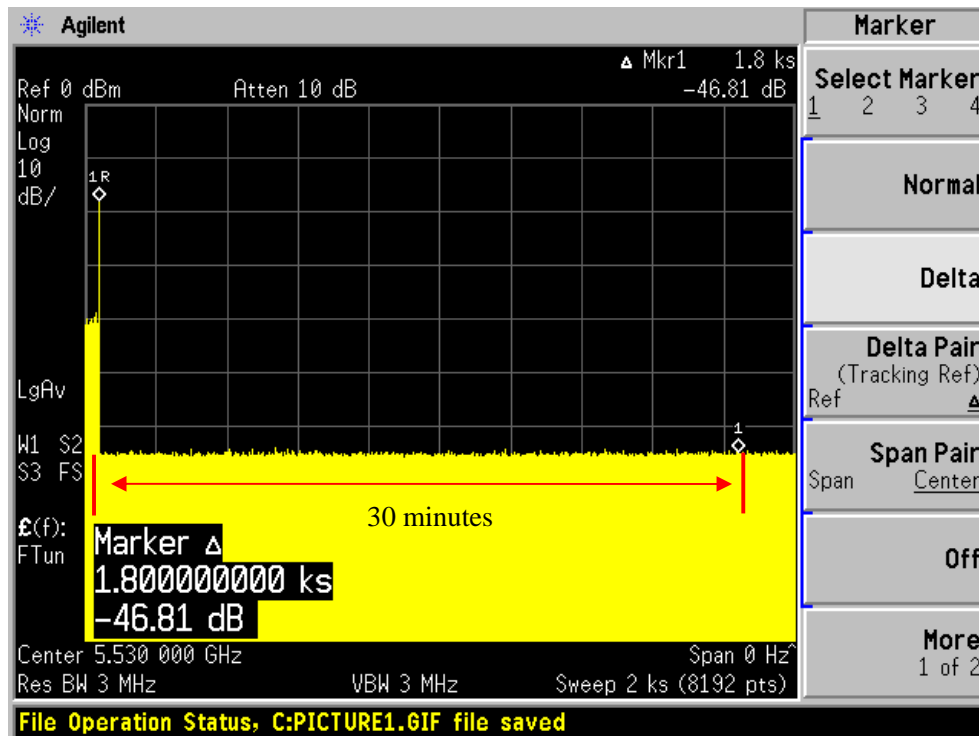 Agilent
Marker
Δ Mkr1 1.8 ks
Ref 0 dBm Atten 10 dB -46.81 dB
Norm
Log
10
dB/
1R
LgAv
W1 S2
S3 FS
£(f):
FTun
1
30 minutes
Marker Δ
1.800000000 ks
-46.81 dB
Center 5.530 000 GHz Span 0 Hz^
Res BW 3 MHz VBW 3 MHz Sweep 2 ks (8192 pts)
File Operation Status, C:PICTURE1.GIF file saved
Select Marker
1 2 3 4
Normal
Delta
Delta Pair
(Tracking Ref)
Ref Δ
Span Pair
Span Center
Off
More
1 of 2